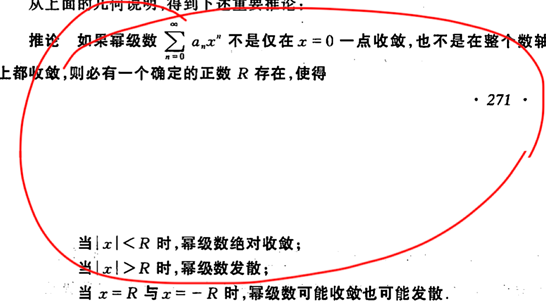 从上面的几何说明,得到下述重要推论:
推论 如果幂级数 $\sum_{n=0}^{\infty} a_n x^n$ 不是仅在 x=0 一点收敛,也不是在整个数轴
上都收敛,则必有一个确定的正数 R 存在,使得
· 271 ·
当|x|<R 时,幂级数绝对收敛;
当|x|>R 时,幂级数发散;
当 x=R 与 x=-R 时,幂级数可能收敛也可能发散.